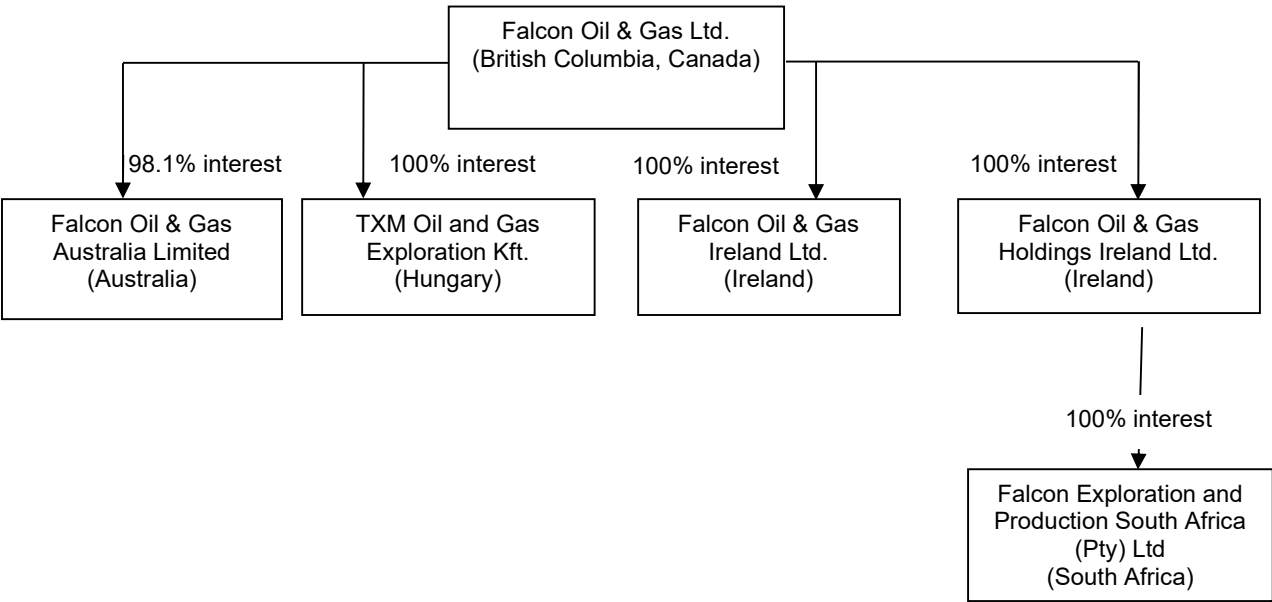 Falcon Oil & Gas Ltd.
(British Columbia, Canada)
98.1% interest
100% interest
100% interest
100% interest
Falcon Oil & Gas
Australia Limited
(Australia)
TXM Oil and Gas
Exploration Kft.
(Hungary)
Falcon Oil & Gas
Ireland Ltd.
(Ireland)
Falcon Oil & Gas
Holdings Ireland Ltd.
(Ireland)
100% interest
Falcon Exploration and
Production South Africa
(Pty) Ltd
(South Africa)